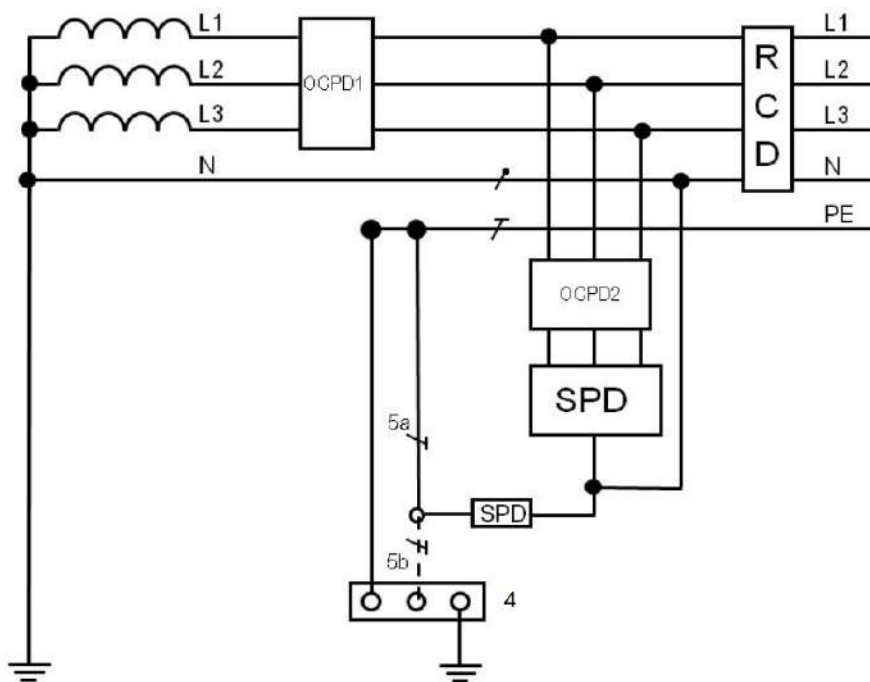 L1 L1
L2 OCPD1 R L2
L3 C L3
N D N
PE
OCPD2
SPD
5a
SPD
5b
4